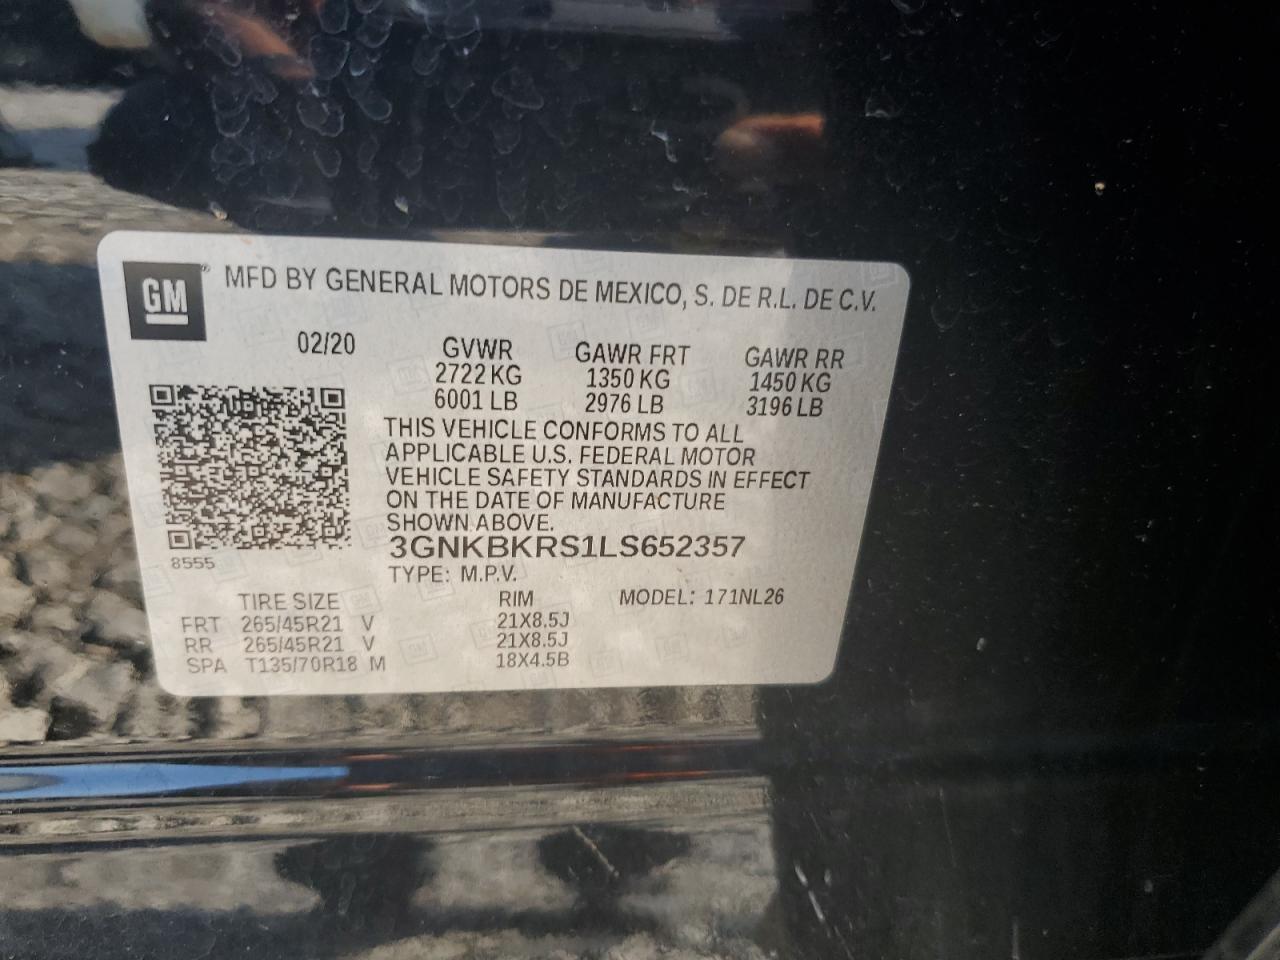 GM® MFD BY GENERAL MOTORS DE MEXICO, S. DE R.L. DE C.V.
02/20 GVWR GAWR FRT GAWR RR
2722 KG 1350 KG 1450 KG
6001 LB 2976 LB 3196 LB
THIS VEHICLE CONFORMS TO ALL
APPLICABLE U.S. FEDERAL MOTOR
VEHICLE SAFETY STANDARDS IN EFFECT
ON THE DATE OF MANUFACTURE
SHOWN ABOVE.
3GNKBKRS1LS652357
8555
TYPE: M.P.V.
TIRE SIZE RIM MODEL: 171NL26
FRT 265/45R21 V 21X8.5J
RR 265/45R21 V 21X8.5J
SPA T135/70R18 M 18X4.5B